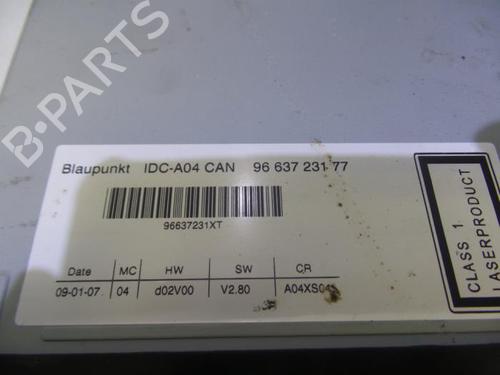 B-PARTS
Blaupunkt IDC-A04 CAN 96 637 231 77
96637231XT
Date MC HW SW C,R
09-01-07 04 d02V00 V2.80
CLASS 1
LASERPRODUCT